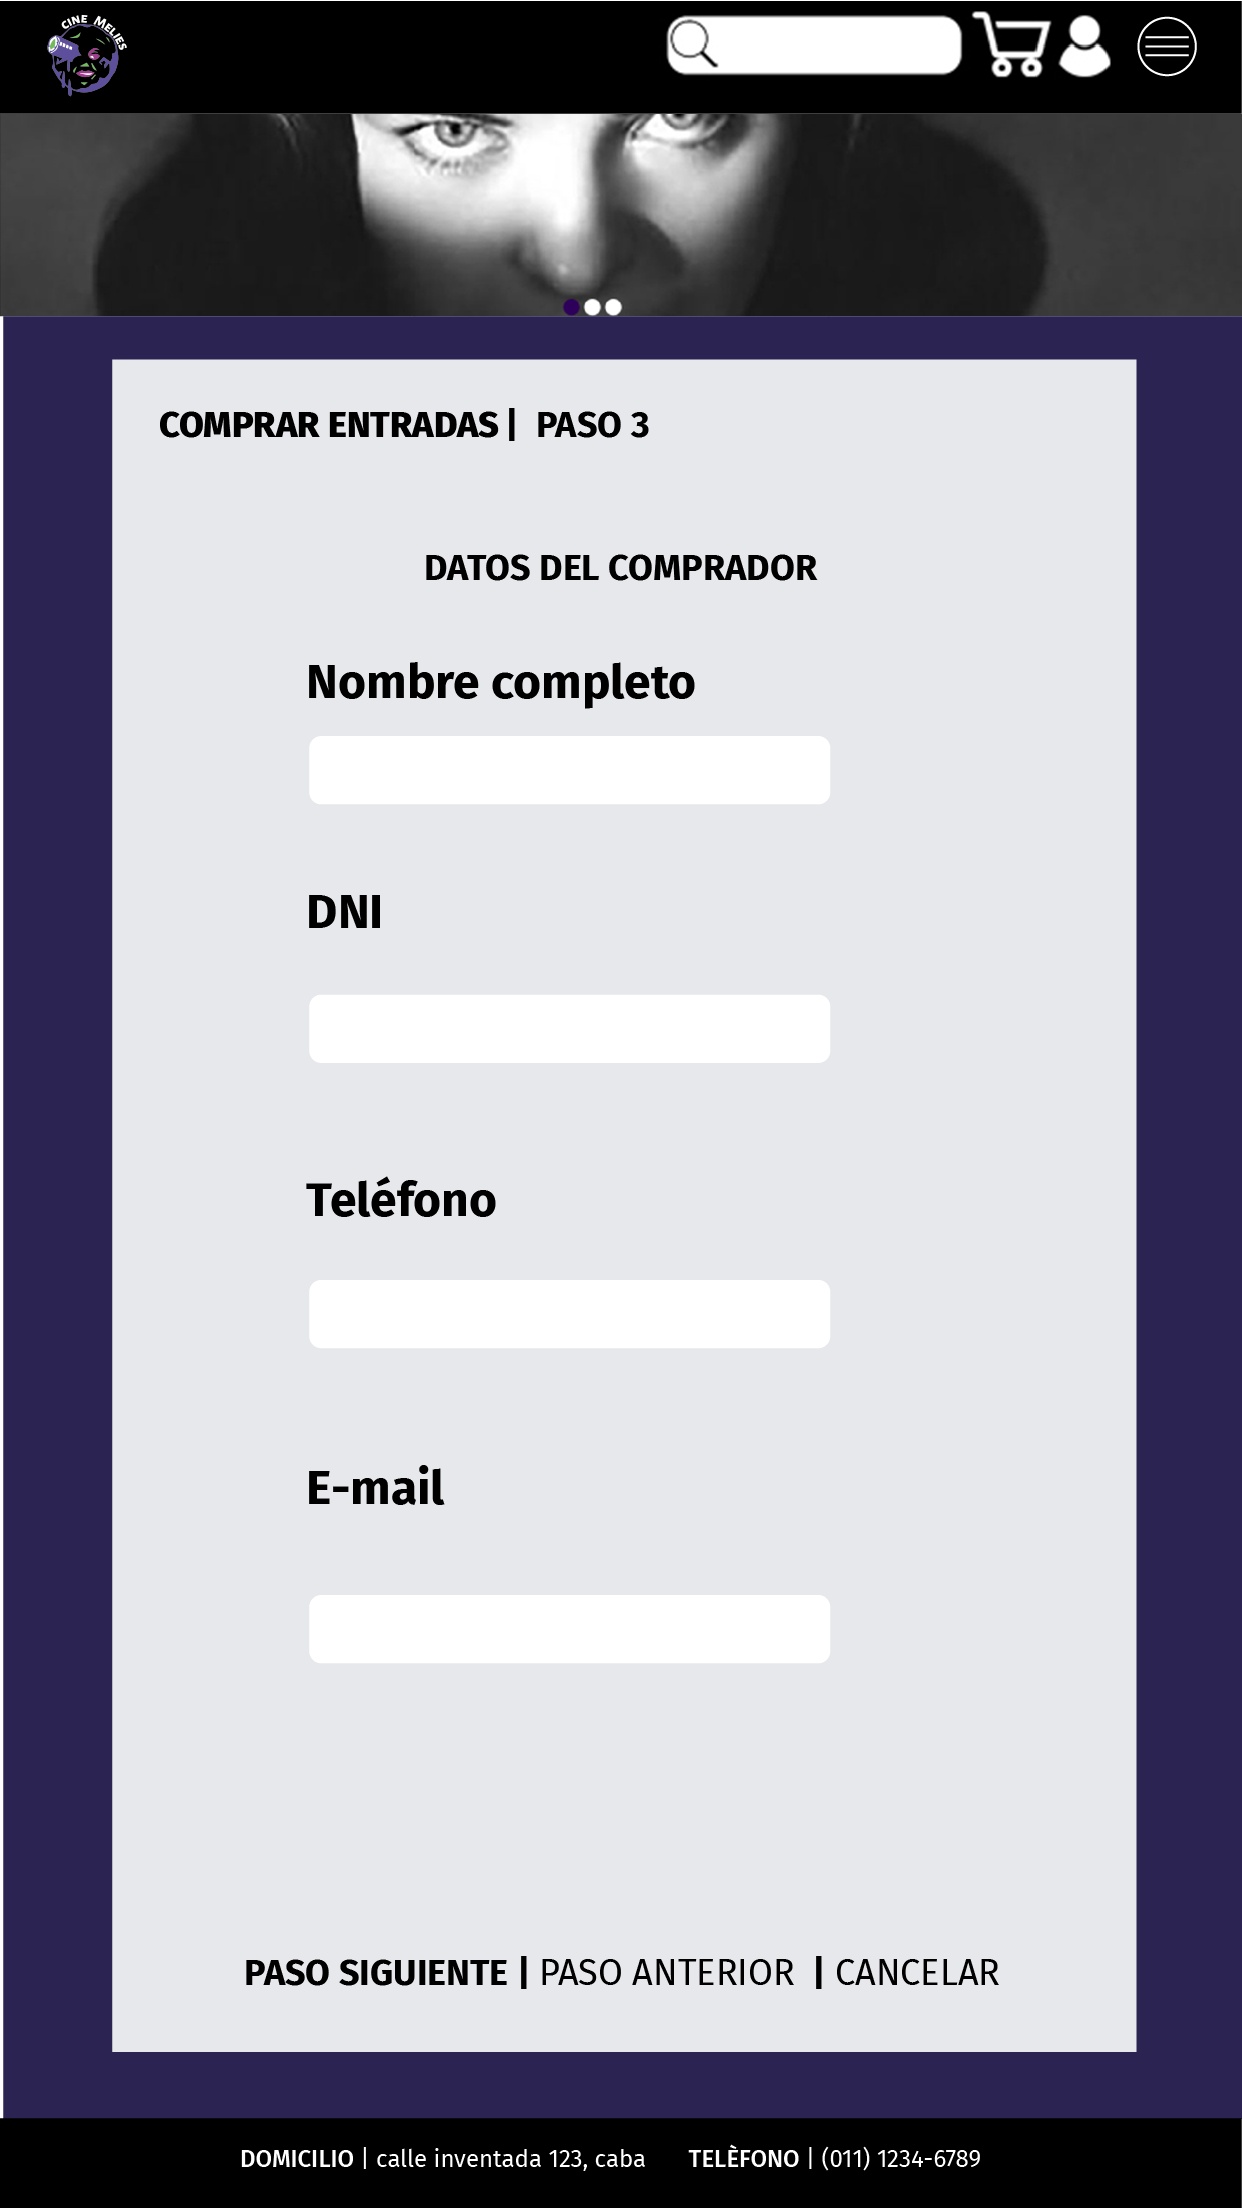 CINE MELIES
COMPRAR ENTRADAS | PASO 3
DATOS DEL COMPRADOR
Nombre completo
DNI
Teléfono
E-mail
PASO SIGUIENTE | PASO ANTERIOR | CANCELAR
DOMICILIO | calle inventada 123, caba TELÈFONO | (011) 1234-6789